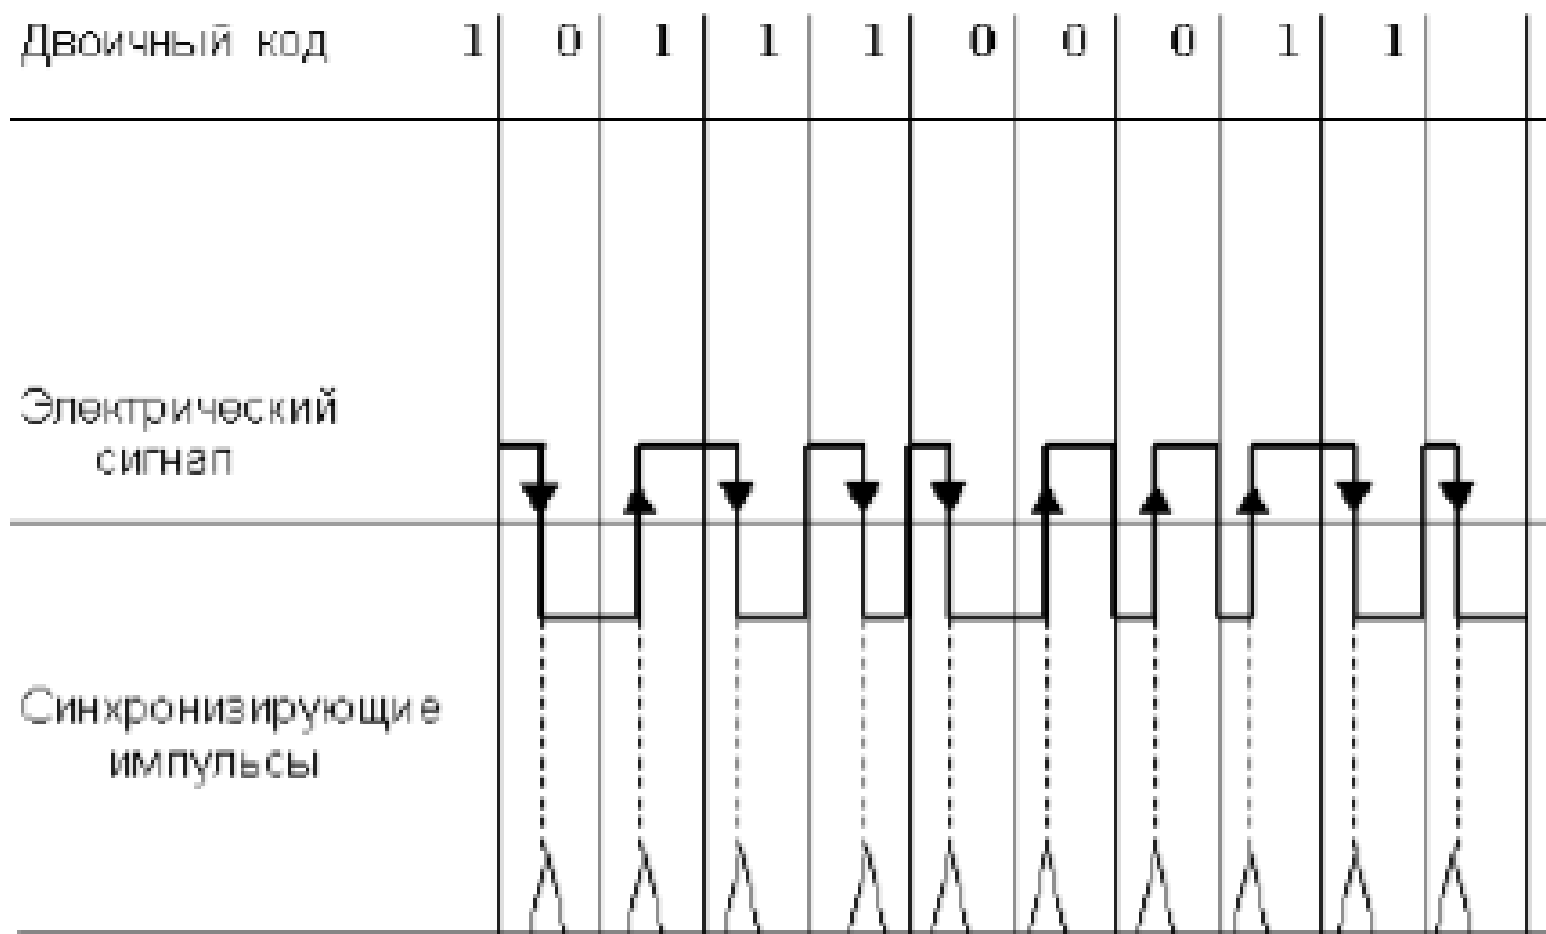 Двоичный код 1 0 1 1 1 0 0 0 1 1
Электрический
сигнал
Синхронизирующие
импульсы